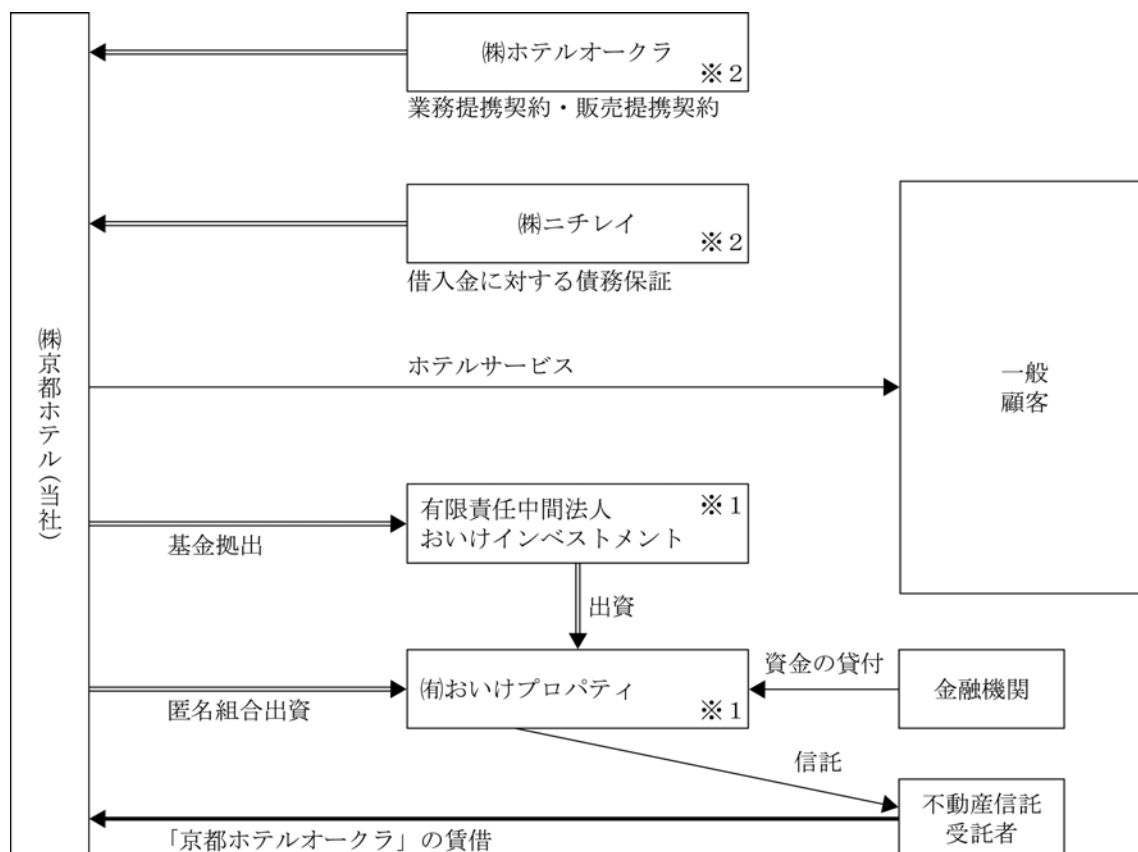 ㈱京都ホテル(当社)
㈱ホテルオークラ
※2
業務提携契約・販売提携契約
㈱ニチレイ
※2
借入金に対する債務保証
ホテルサービス
一般
顧客
有限責任中間法人
おいけインベストメント
※1
基金拠出
出資
㈲おいけプロパティ
※1
匿名組合出資
資金の貸付
金融機関
信託
不動産信託
受託者
「京都ホテルオークラ」の賃借